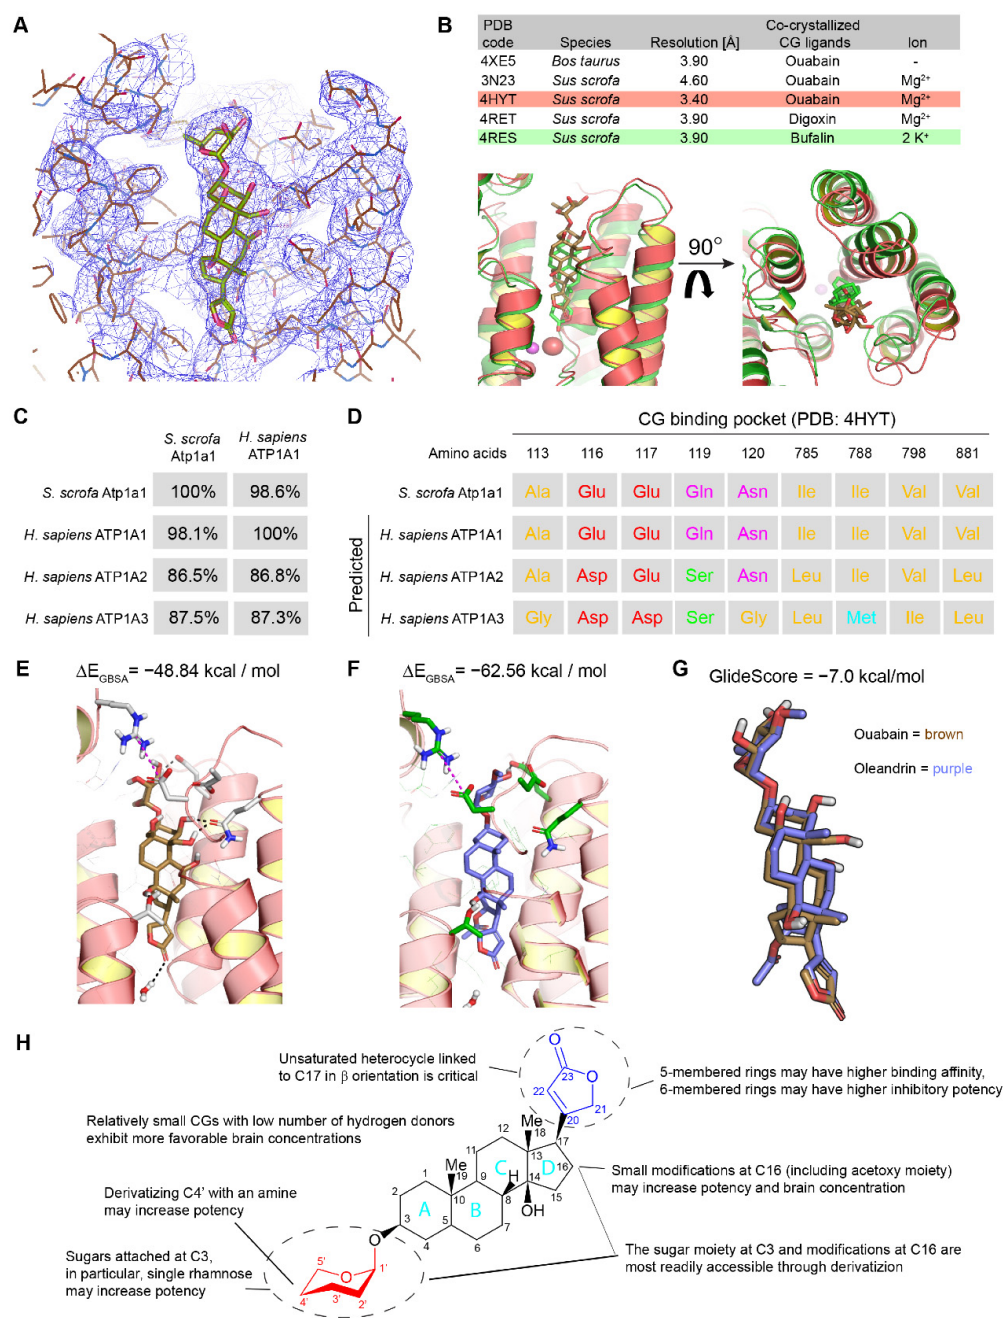 A
B
PDB code Species Resolution [Å] Co-crystallized CG ligands Ion
4XE5 Bos taurus 3.90 Ouabain -
3N23 Sus scrofa 4.60 Ouabain Mg²⁺
4HYT Sus scrofa 3.40 Ouabain Mg²⁺
4RET Sus scrofa 3.90 Digoxin Mg²⁺
4RES Sus scrofa 3.90 Bufalin 2 K⁺
90°
C
S. scrofa Atp1a1 H. sapiens ATP1A1
S. scrofa Atp1a1 100% 98.6%
H. sapiens ATP1A1 98.1% 100%
H. sapiens ATP1A2 86.5% 86.8%
H. sapiens ATP1A3 87.5% 87.3%
D
CG binding pocket (PDB: 4HYT)
Amino acids 113 116 117 119 120 785 788 798 881
S. scrofa Atp1a1 Ala Glu Glu Gln Asn Ile Ile Val Val
Predicted
H. sapiens ATP1A1 Ala Glu Glu Gln Asn Ile Ile Val Val
H. sapiens ATP1A2 Ala Asp Glu Ser Asn Leu Ile Val Leu
H. sapiens ATP1A3 Gly Asp Asp Ser Gly Leu Met Ile Leu
E
ΔE_GBSA= −48.84 kcal / mol
F
ΔE_GBSA= −62.56 kcal / mol
G
GlideScore = −7.0 kcal/mol
Ouabain = brown
Oleandrin = purple
H
Unsaturated heterocycle linked
to C17 in β orientation is critical
5-membered rings may have higher binding affinity,
6-membered rings may have higher inhibitory potency
Relatively small CGs with low number of hydrogen donors
exhibit more favorable brain concentrations
Small modifications at C16 (including acetoxy moiety)
may increase potency and brain concentration
Derivatizing C4' with an amine
may increase potency
Sugars attached at C3,
in particular, single rhamnose
may increase potency
The sugar moiety at C3 and modifications at C16 are
most readily accessible through derivatization
O
23
O
22
21
20
Me
18
12
17
11
13
16
Me
19
C
D
H
14
15
1
2
9
10
8
OH
A
B
3
5
7
4
6
O
5'
O
1'
4'
3'
2'